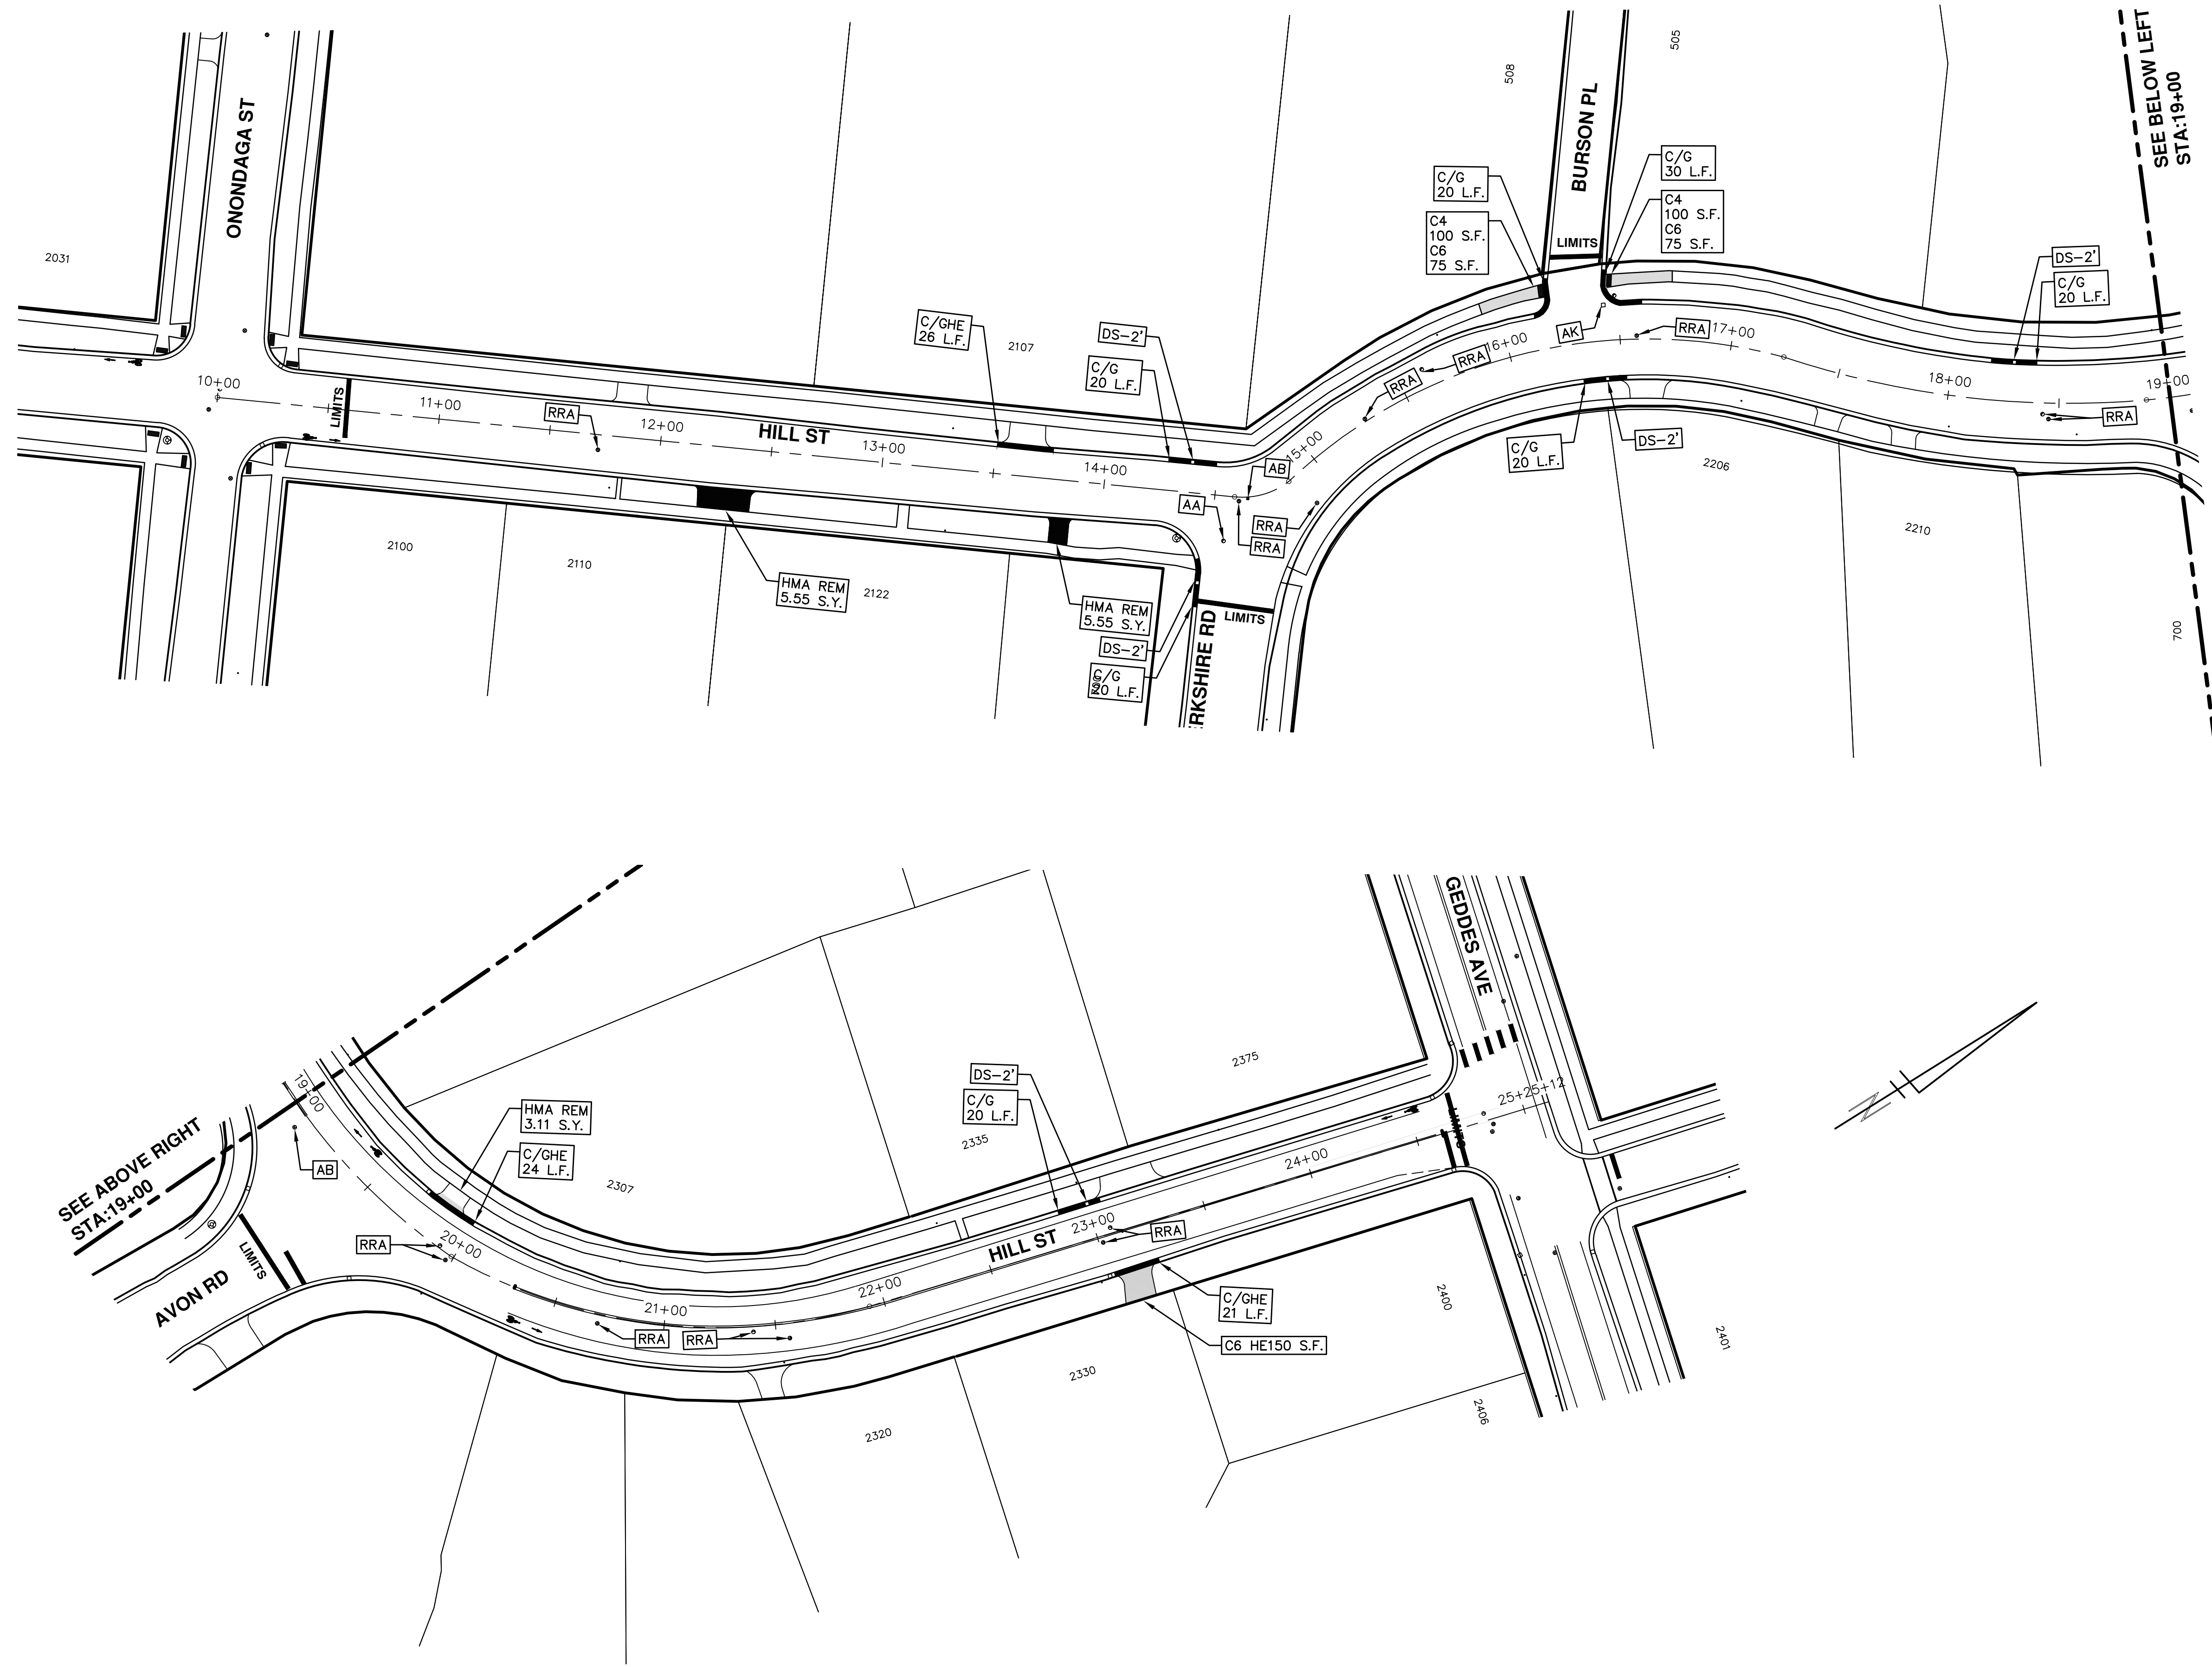 ONONDAGA ST
2031
10+00
LIMITS
11+00
RRA
12+00
HILL ST
13+00
C/GHE
26 L.F.
2107
DS-2'
C/G
20 L.F.
14+00
2100
2110
HMA REM
5.55 S.Y.
2122
HMA REM
5.55 S.Y.
DS-2'
C/G
20 L.F.
RKSHIRE RD
LIMITS
AA
AB
RRA
RRA
15+00
RRA
RRA
16+00
508
BURSON PL
505
C/G
20 L.F.
C4
100 S.F.
C6
75 S.F.
LIMITS
C/G
30 L.F.
C4
100 S.F.
C6
75 S.F.
AK
RRA
17+00
C/G
20 L.F.
DS-2'
2206
18+00
DS-2'
C/G
20 L.F.
19+00
RRA
2210
700
SEE BELOW LEFT
STA:19+00
SEE ABOVE RIGHT
STA:19+00
19+00
AB
AVON RD
LIMITS
HMA REM
3.11 S.Y.
C/GHE
24 L.F.
2307
RRA
20+00
21+00
RRA
RRA
22+00
HILL ST
2335
DS-2'
C/G
20 L.F.
23+00
RRA
2375
24+00
GEDDES AVE
25+25+12
LIMITS
C/GHE
21 L.F.
C6 HE150 S.F.
2320
2330
2400
2406
2401